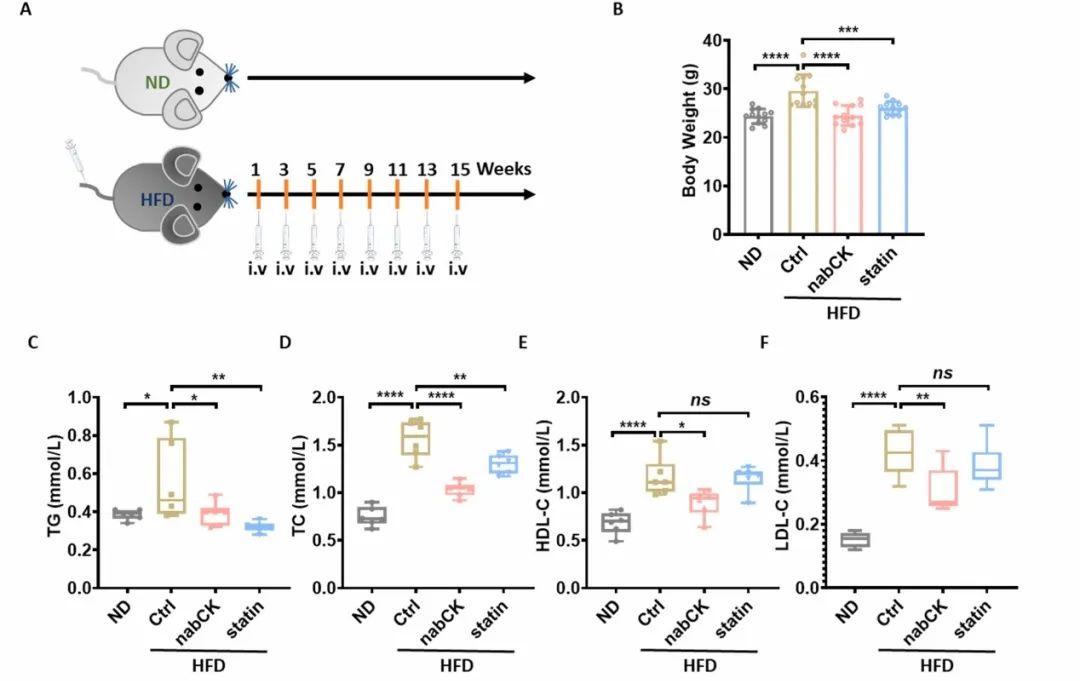 A
ND
HFD
1 3 5 7 9 11 13 15 Weeks
i.v i.v i.v i.v i.v i.v i.v i.v
B
Body Weight (g)
40
30
20
10
0
**** **** ***
ND Ctrl nabCK statin
HFD
C
TG (mmol/L)
1.0
0.8
0.6
0.4
0.2
0.0
* * **
ND Ctrl nabCK statin
HFD
D
TC (mmol/L)
2.0
1.5
1.0
0.5
0.0
**** **** **
ND Ctrl nabCK statin
HFD
E
HDL-C (mmol/L)
2.0
1.5
1.0
0.5
0.0
**** * ns
ND Ctrl nabCK statin
HFD
F
LDL-C (mmol/L)
0.6
0.4
0.2
0.0
**** ** ns
ND Ctrl nabCK statin
HFD